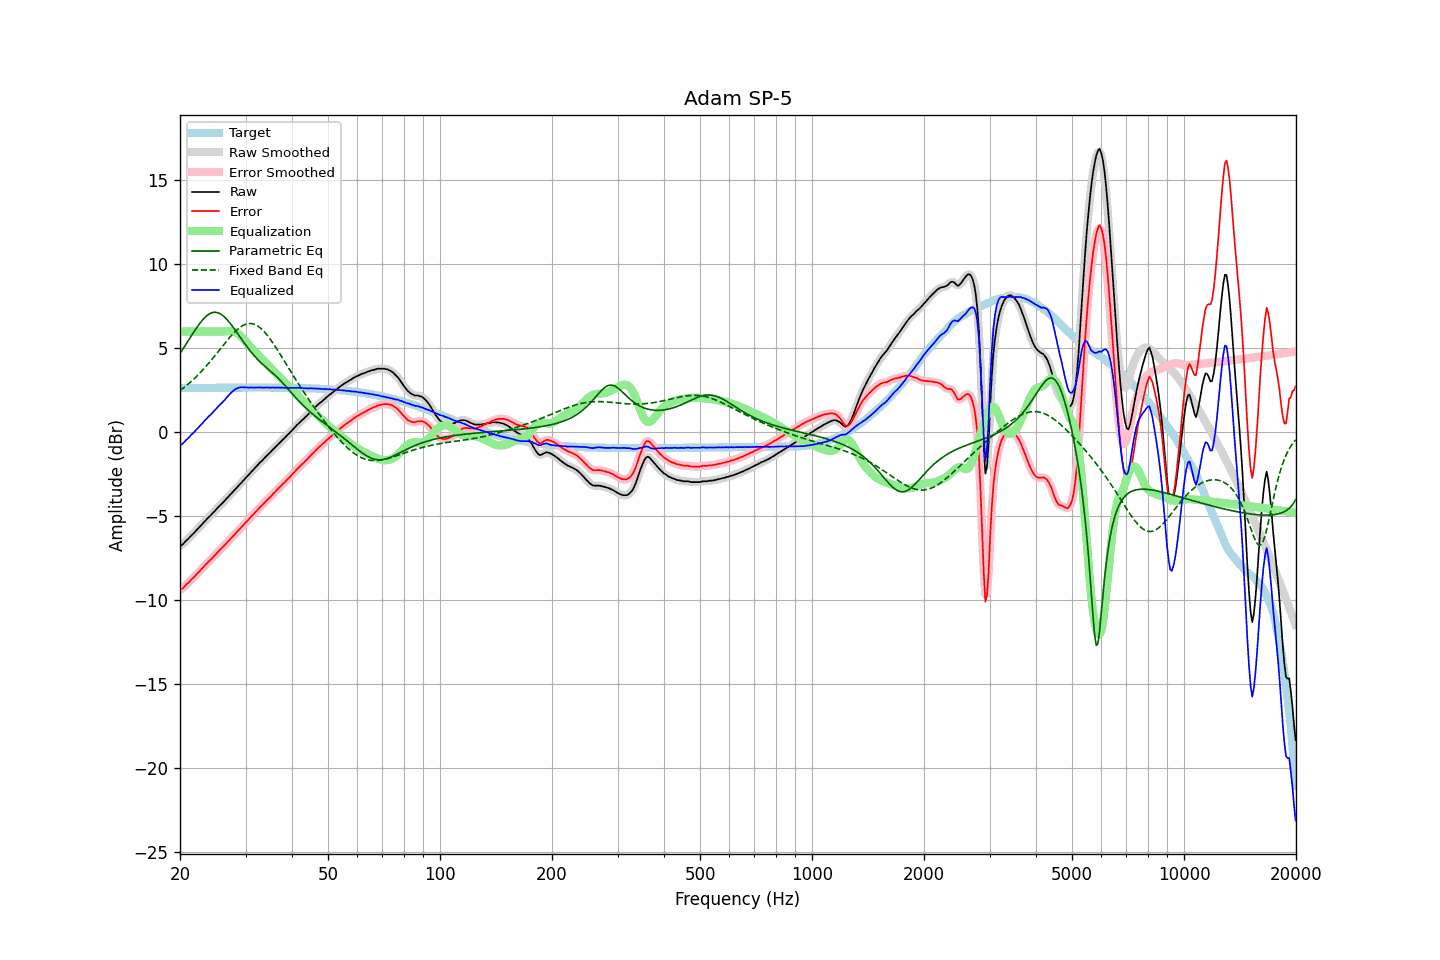 Adam SP-5
Target
Raw Smoothed
Error Smoothed
Raw
Error
Equalization
Parametric Eq
Fixed Band Eq
Equalized
15
10
5
0
−5
−10
−15
−20
−25
Amplitude (dBr)
20 50 100 200 500 1000 2000 5000 10000 20000
Frequency (Hz)